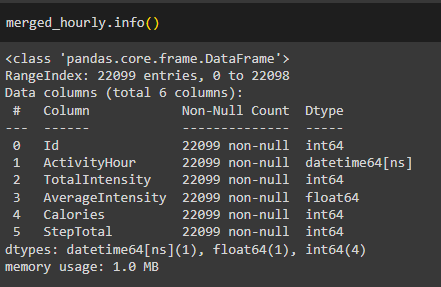 merged_hourly.info()
<class 'pandas.core.frame.DataFrame'>
RangeIndex: 22099 entries, 0 to 22098
Data columns (total 6 columns):
 #   Column            Non-Null Count  Dtype
---  ------            --------------  -----
 0   Id                22099 non-null  int64
 1   ActivityHour      22099 non-null  datetime64[ns]
 2   TotalIntensity    22099 non-null  int64
 3   AverageIntensity  22099 non-null  float64
 4   Calories          22099 non-null  int64
 5   StepTotal         22099 non-null  int64
dtypes: datetime64[ns](1), float64(1), int64(4)
memory usage: 1.0 MB